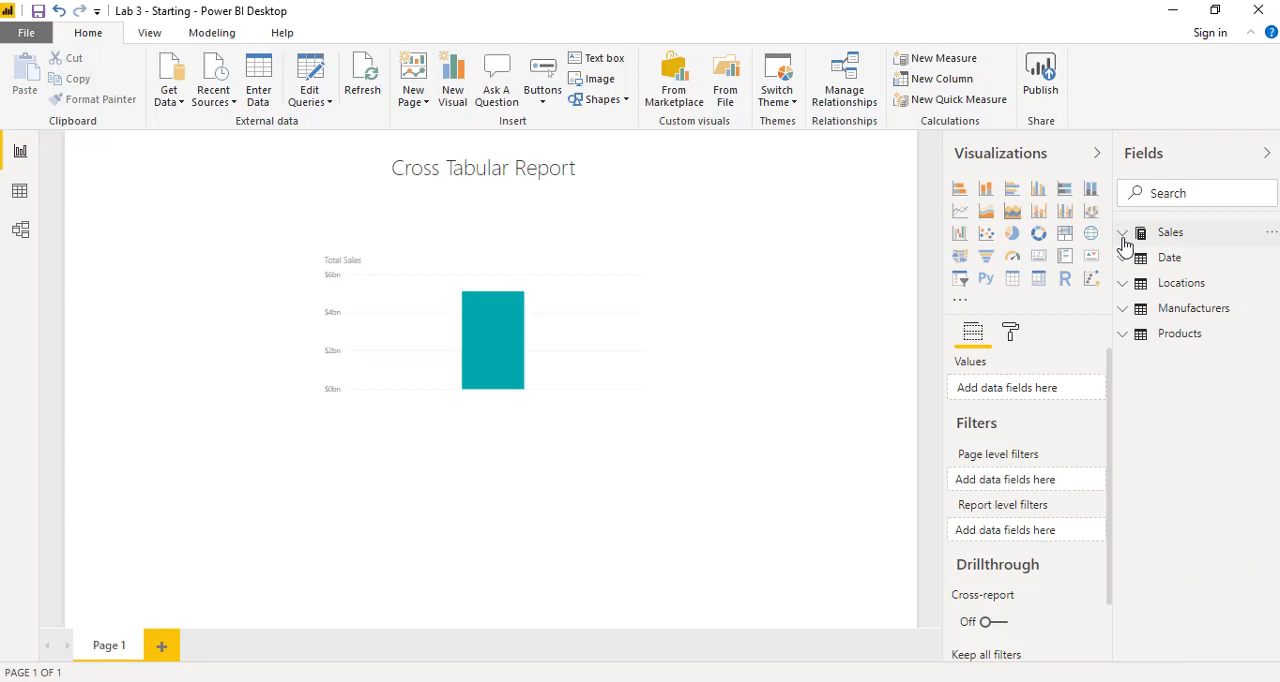 Lab 3 - Starting - Power BI Desktop
File
Home
View
Modeling
Help
Sign in
Paste
Cut
Copy
Format Painter
Clipboard
Get Data
Recent Sources
Enter Data
Edit Queries
Refresh
External data
New Page
New Visual
Ask A Question
Buttons
Text box
Image
Shapes
Insert
From Marketplace
From File
Custom visuals
Switch Theme
Themes
Manage Relationships
Relationships
New Measure
New Column
New Quick Measure
Calculations
Publish
Share
Cross Tabular Report
Total Sales
$6bn
$4bn
$2bn
$0bn
Visualizations
Py
R
Values
Add data fields here
Filters
Page level filters
Add data fields here
Report level filters
Add data fields here
Drillthrough
Cross-report
Off
Keep all filters
Fields
Search
Sales
Date
Locations
Manufacturers
Products
Page 1
PAGE 1 OF 1